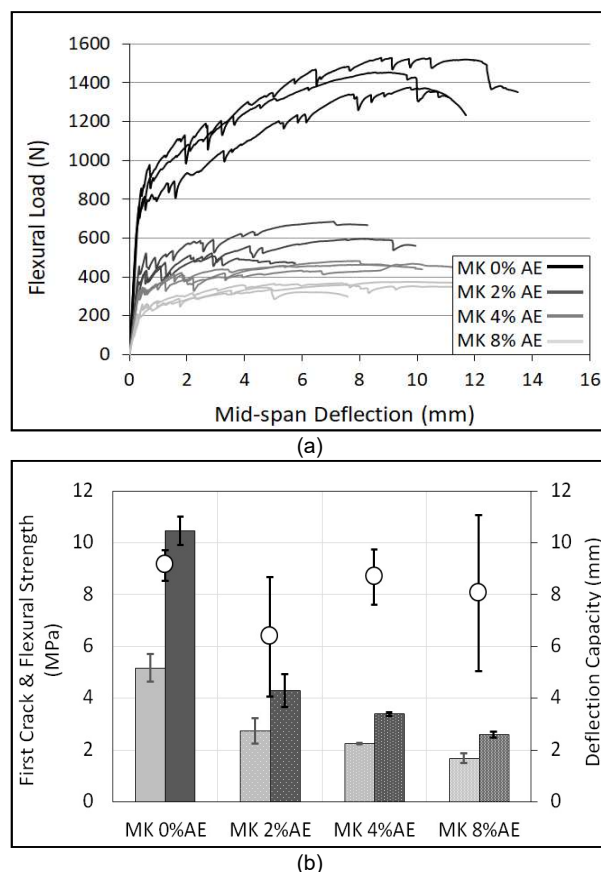 1600
1400
1200
1000
800
600
400
200
0
Flexural Load (N)
MK 0% AE
MK 2% AE
MK 4% AE
MK 8% AE
0 2 4 6 8 10 12 14 16
Mid-span Deflection (mm)
(a)
12 12
10 10
8 8
6 6
4 4
2 2
0 0
First Crack & Flexural Strength
(MPa)
Deflection Capacity (mm)
MK 0%AE MK 2%AE MK 4%AE MK 8%AE
(b)